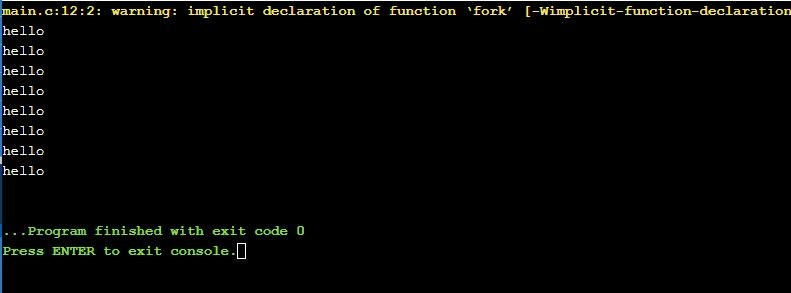 main.c:12:2: warning: implicit declaration of function ‘fork’ [-Wimplicit-function-declaration
hello
hello
hello
hello
hello
hello
hello
hello
...Program finished with exit code 0
Press ENTER to exit console.